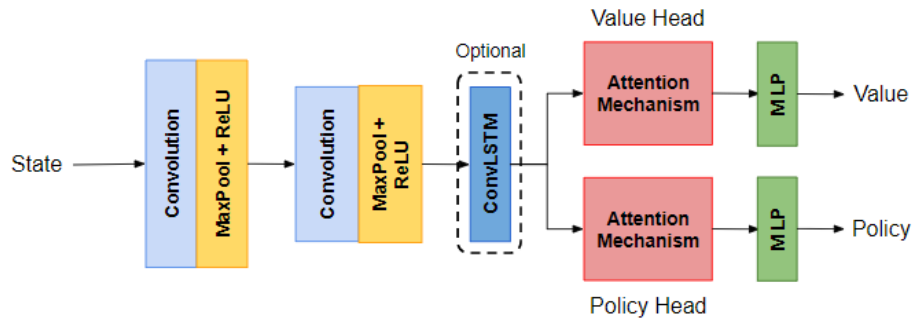 Value Head
Optional
State
Convolution
MaxPool + ReLU
Convolution
MaxPool +
ReLU
ConvLSTM
Attention
Mechanism
MLP
Value
Attention
Mechanism
MLP
Policy
Policy Head